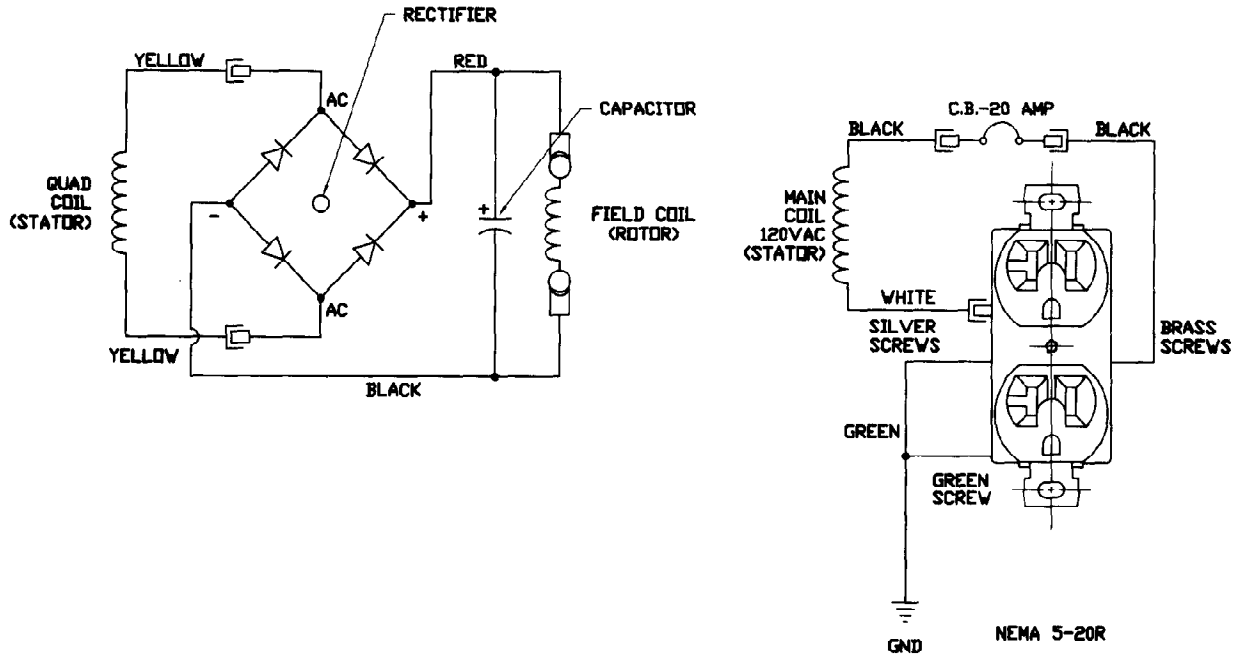 RECTIFIER
YELLOW
RED
AC
CAPACITOR
QUAD
COIL
(STATOR)
-
+
+
FIELD COIL
(ROTOR)
AC
YELLOW
BLACK
C.B.-20 AMP
BLACK
BLACK
MAIN
COIL
120VAC
(STATOR)
WHITE
SILVER
SCREWS
BRASS
SCREWS
GREEN
GREEN
SCREW
GND
NEMA 5-20R